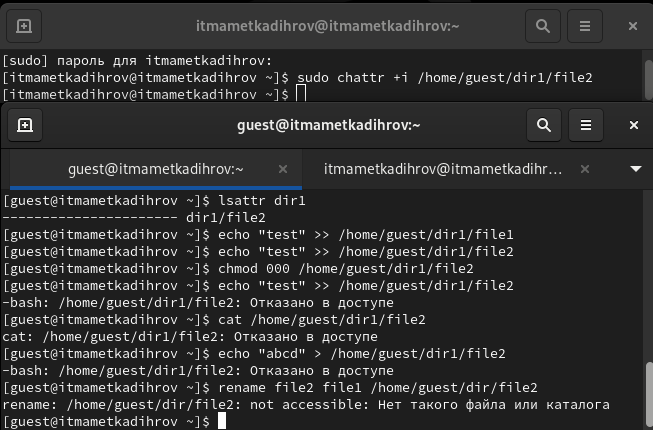 itmametkadihrov@itmametkadihrov:~
[sudo] пароль для itmametkadihrov:
[itmametkadihrov@itmametkadihrov ~]$ sudo chattr +i /home/guest/dir1/file2
[itmametkadihrov@itmametkadihrov ~]$
guest@itmametkadihrov:~
guest@itmametkadihrov:~
itmametkadihrov@itmametkadihr...
[guest@itmametkadihrov ~]$ lsattr dir1
---------------------- dir1/file2
[guest@itmametkadihrov ~]$ echo "test" >> /home/guest/dir1/file1
[guest@itmametkadihrov ~]$ echo "test" >> /home/guest/dir1/file2
[guest@itmametkadihrov ~]$ chmod 000 /home/guest/dir1/file2
[guest@itmametkadihrov ~]$ echo "test" >> /home/guest/dir1/file2
-bash: /home/guest/dir1/file2: Отказано в доступе
[guest@itmametkadihrov ~]$ cat /home/guest/dir1/file2
cat: /home/guest/dir1/file2: Отказано в доступе
[guest@itmametkadihrov ~]$ echo "abcd" > /home/guest/dir1/file2
-bash: /home/guest/dir1/file2: Отказано в доступе
[guest@itmametkadihrov ~]$ rename file2 file1 /home/guest/dir/file2
rename: /home/guest/dir/file2: not accessible: Нет такого файла или каталога
[guest@itmametkadihrov ~]$